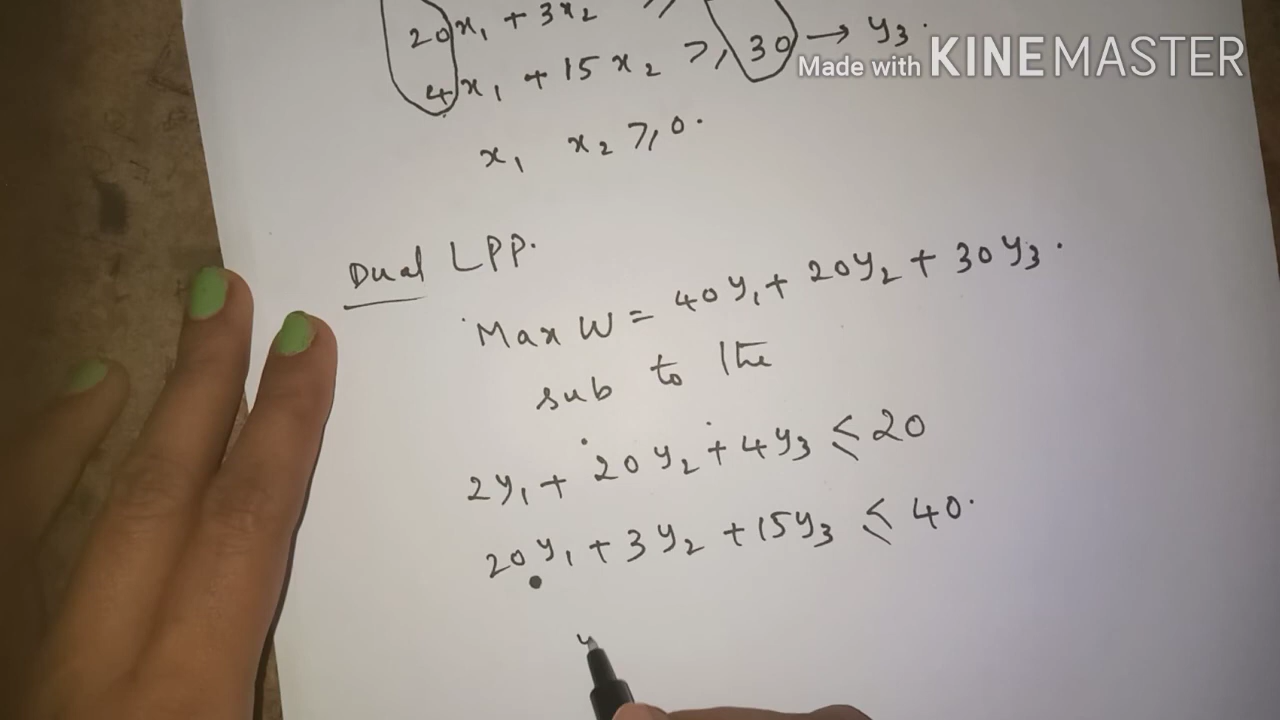 20x₁ + 3x₂ ≥
4x₁ + 15x₂ ≥ 30 → y₃.
Made with KINEMASTER
x₁ x₂ ≥ 0.
Dual LPP.
Max W = 40y₁ + 20y₂ + 30y₃.
sub to the
2y₁ + 20y₂ + 4y₃ ≤ 20
20y₁ + 3y₂ + 15y₃ ≤ 40.